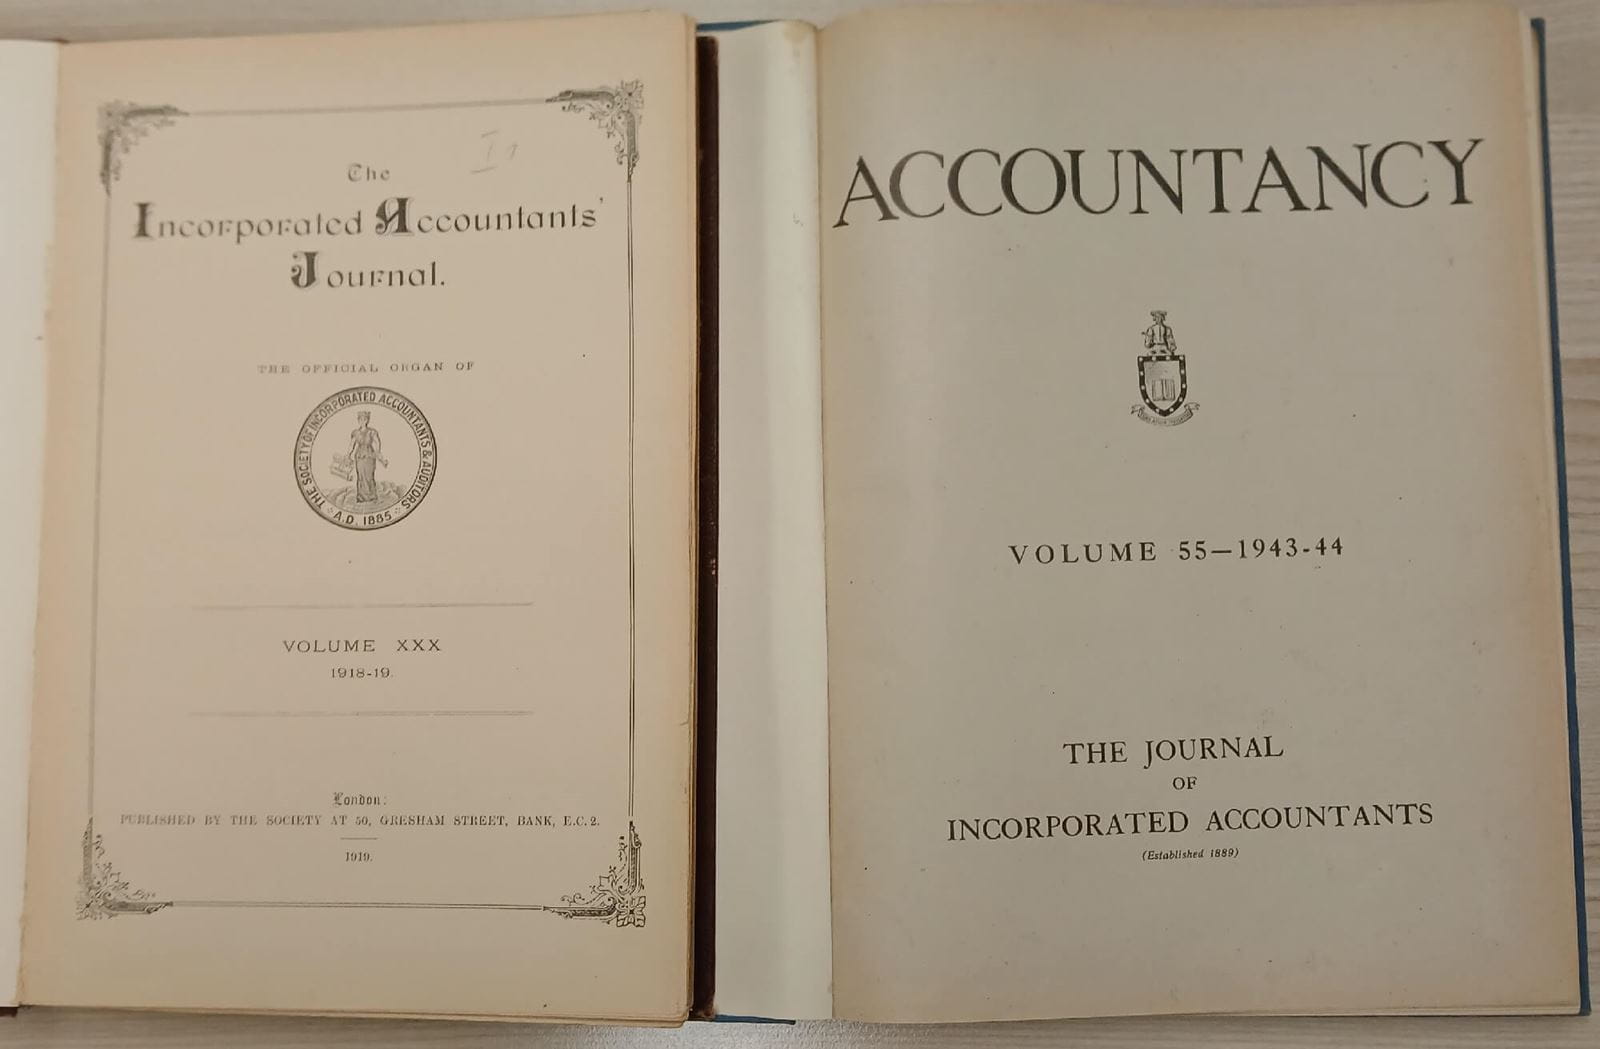 The
Incorporated Accountants'
Journal.
THE OFFICIAL ORGAN OF
THE SOCIETY OF INCORPORATED ACCOUNTANTS & AUDITORS
A.D. 1885
VOLUME XXX
1918-19.
London:
PUBLISHED BY THE SOCIETY AT 50, GRESHAM STREET, BANK, E.C. 2.
1919.
ACCOUNTANCY
VOLUME 55—1943-44
THE JOURNAL
OF
INCORPORATED ACCOUNTANTS
(Established 1889)